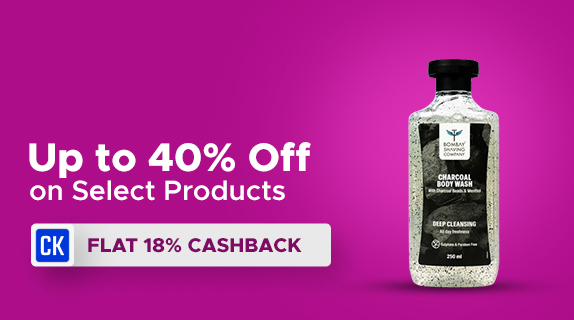 Up to 40% Off
on Select Products
CK FLAT 18% CASHBACK
BOMBAY
SHAVING
COMPANY
CHARCOAL
BODY WASH
With Charcoal Beads & Menthol
DEEP CLEANSING
All day freshness
Sulphate & Paraben Free
250 ml